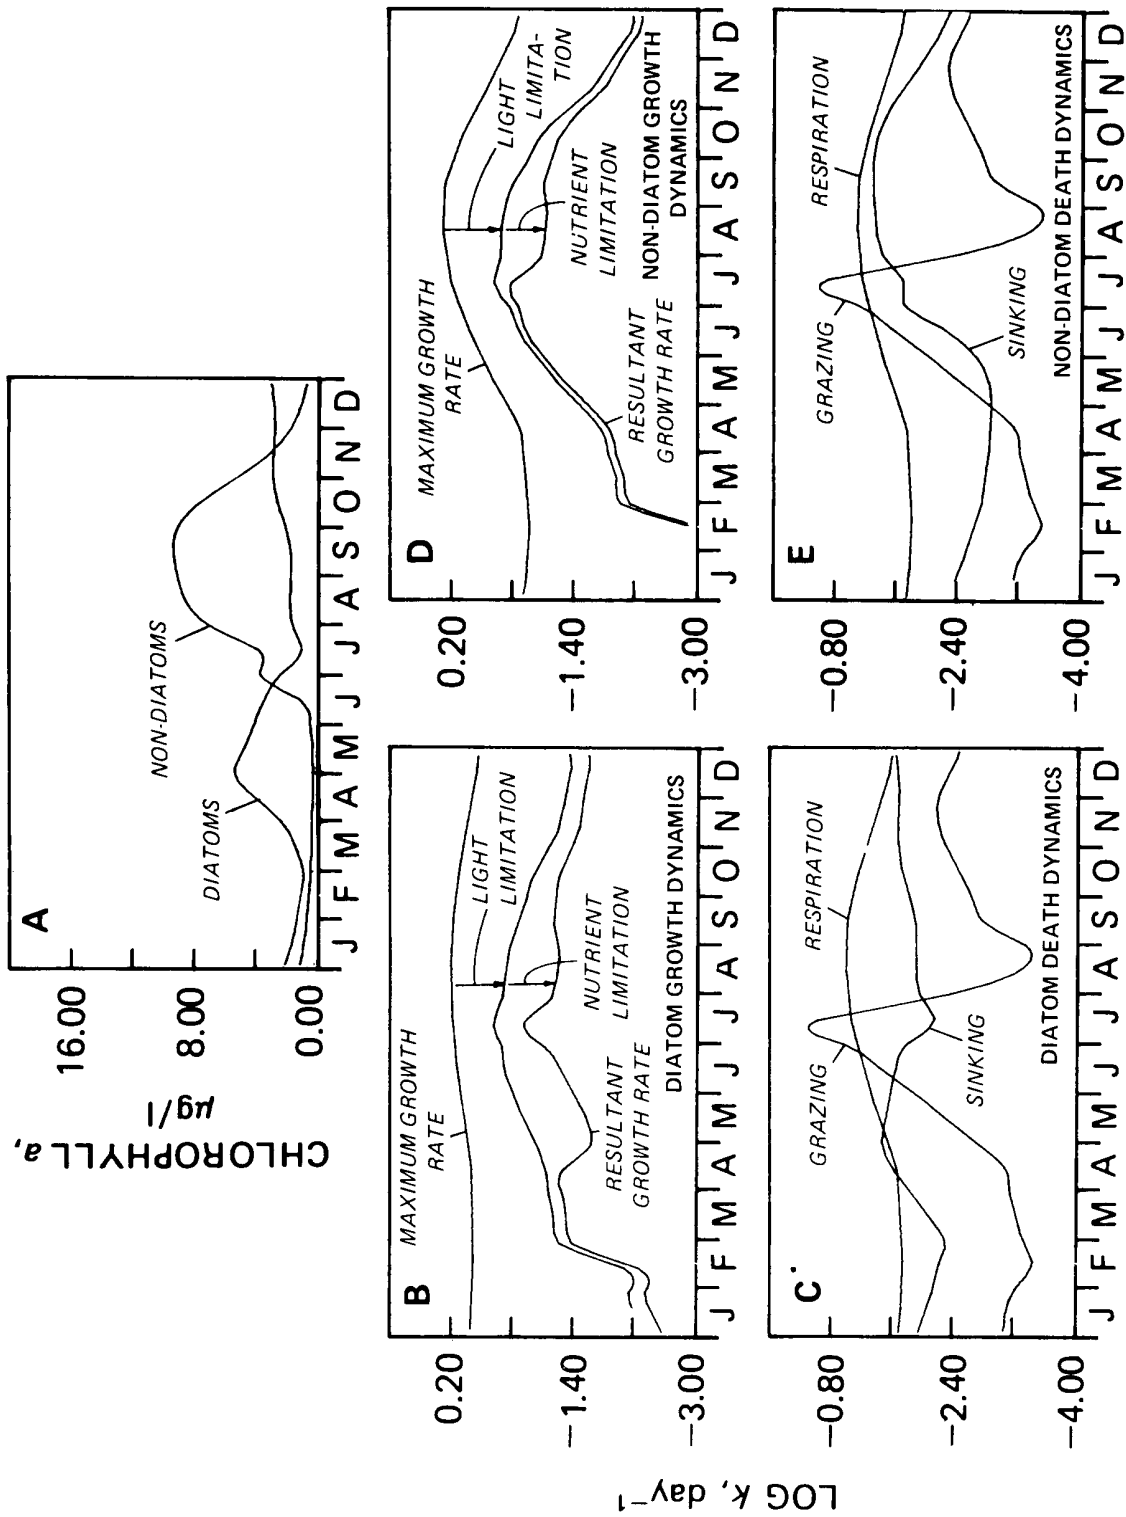 A
CHLOROPHYLL a,
µg/l
16.00
8.00
0.00
DIATOMS
NON-DIATOMS
J F M A M J J A S O N D
LOG k, day⁻¹
B
0.20
−1.40
−3.00
MAXIMUM GROWTH
RATE
LIGHT
LIMITATION
NUTRIENT
LIMITATION
RESULTANT
GROWTH RATE
DIATOM GROWTH DYNAMICS
J F M A M J J A S O N D
D
0.20
−1.40
−3.00
MAXIMUM GROWTH
RATE
LIGHT
LIMITA-
TION
NUTRIENT
LIMITATION
RESULTANT
GROWTH RATE
NON-DIATOM GROWTH
DYNAMICS
J F M A M J J A S O N D
C
−0.80
−2.40
−4.00
GRAZING
RESPIRATION
SINKING
DIATOM DEATH DYNAMICS
J F M A M J J A S O N D
E
−0.80
−2.40
−4.00
GRAZING
RESPIRATION
SINKING
NON-DIATOM DEATH DYNAMICS
J F M A M J J A S O N D